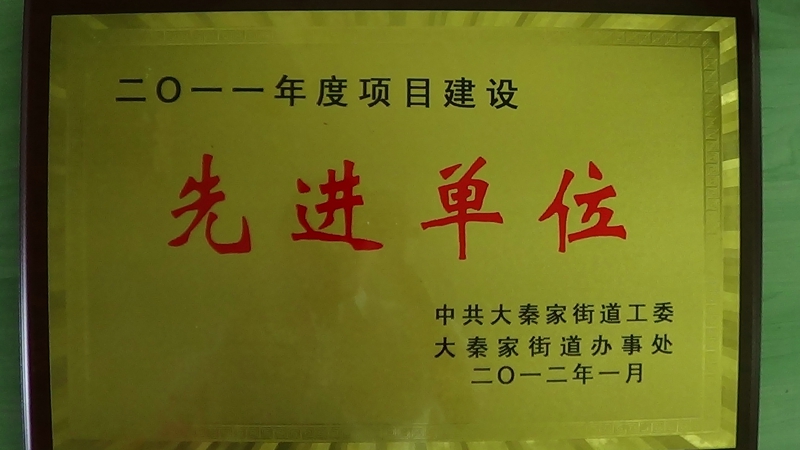 二〇一一年度项目建设
先进单位
中共大秦家街道工委
大秦家街道办事处
二〇一二年一月